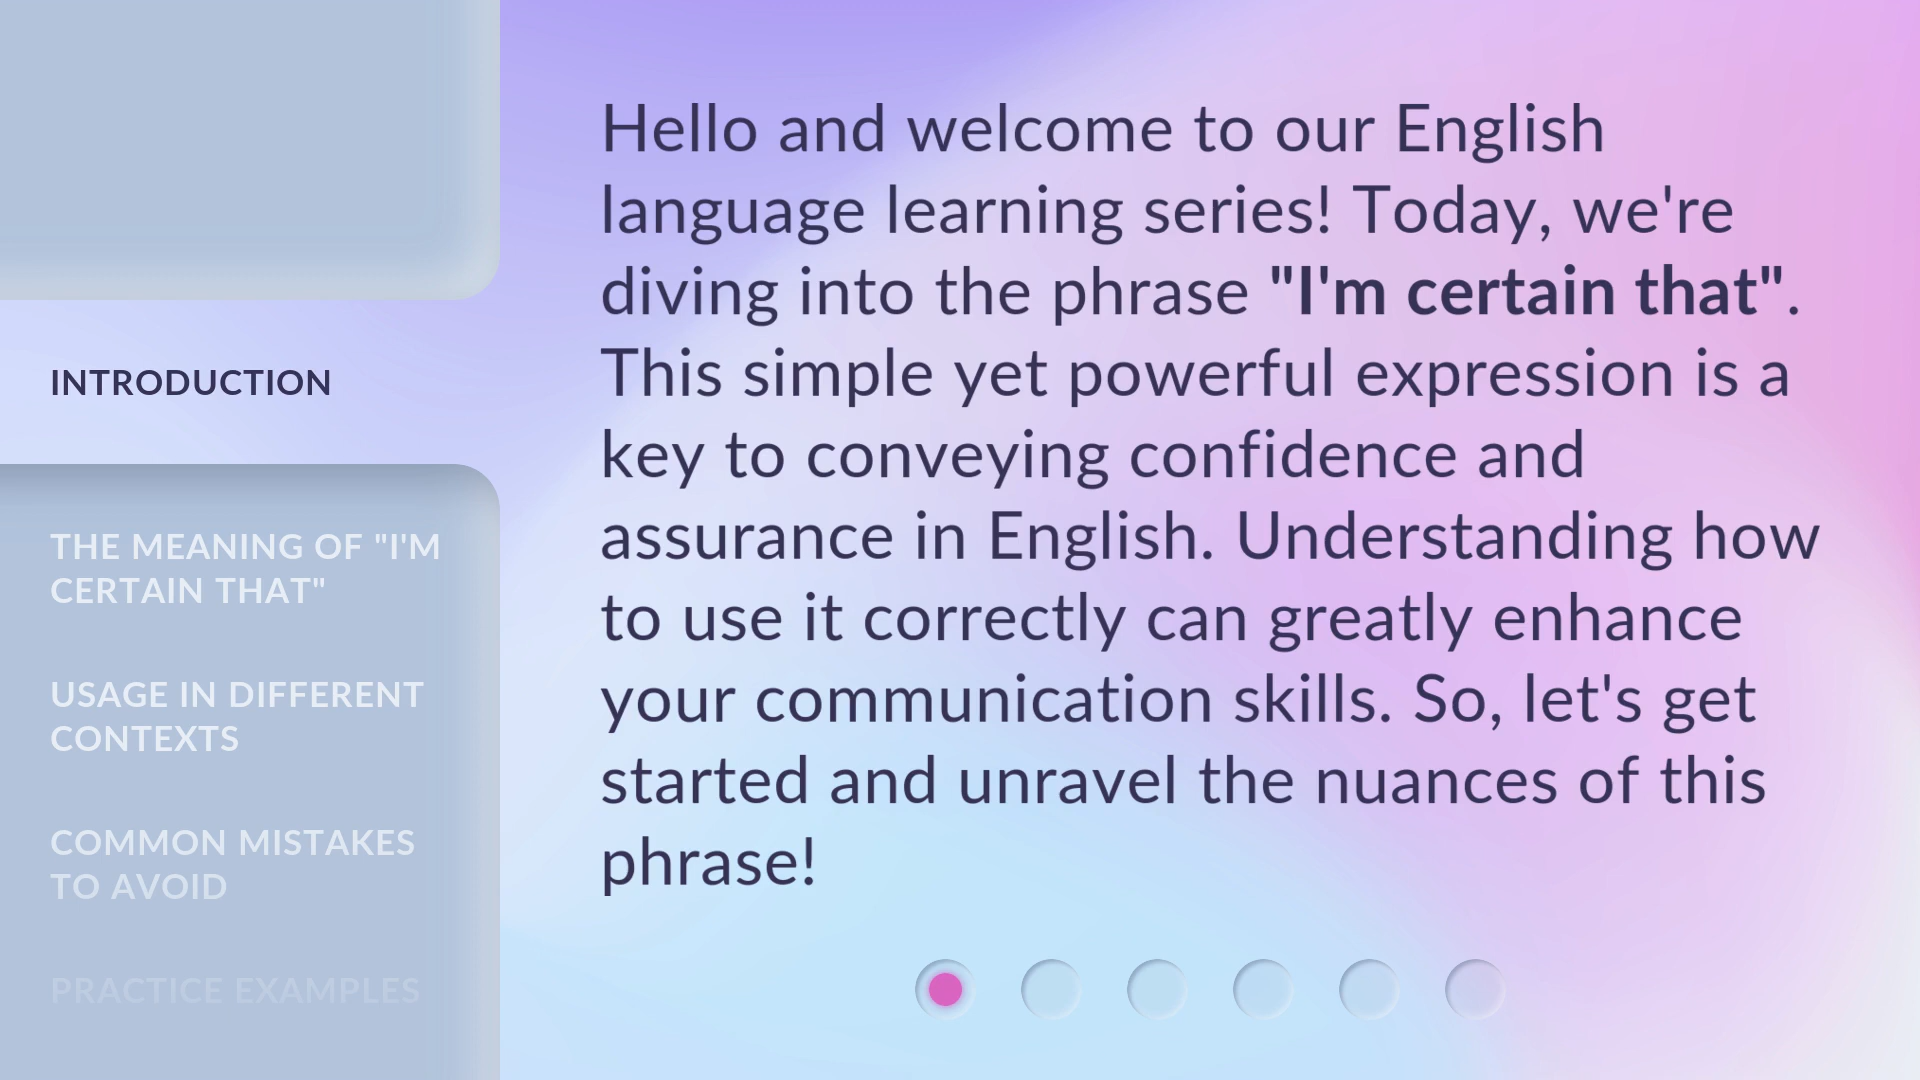 INTRODUCTION
THE MEANING OF "I'M
CERTAIN THAT"
USAGE IN DIFFERENT
CONTEXTS
COMMON MISTAKES
TO AVOID
PRACTICE EXAMPLES
Hello and welcome to our English
language learning series! Today, we're
diving into the phrase "I'm certain that".
This simple yet powerful expression is a
key to conveying confidence and
assurance in English. Understanding how
to use it correctly can greatly enhance
your communication skills. So, let's get
started and unravel the nuances of this
phrase!